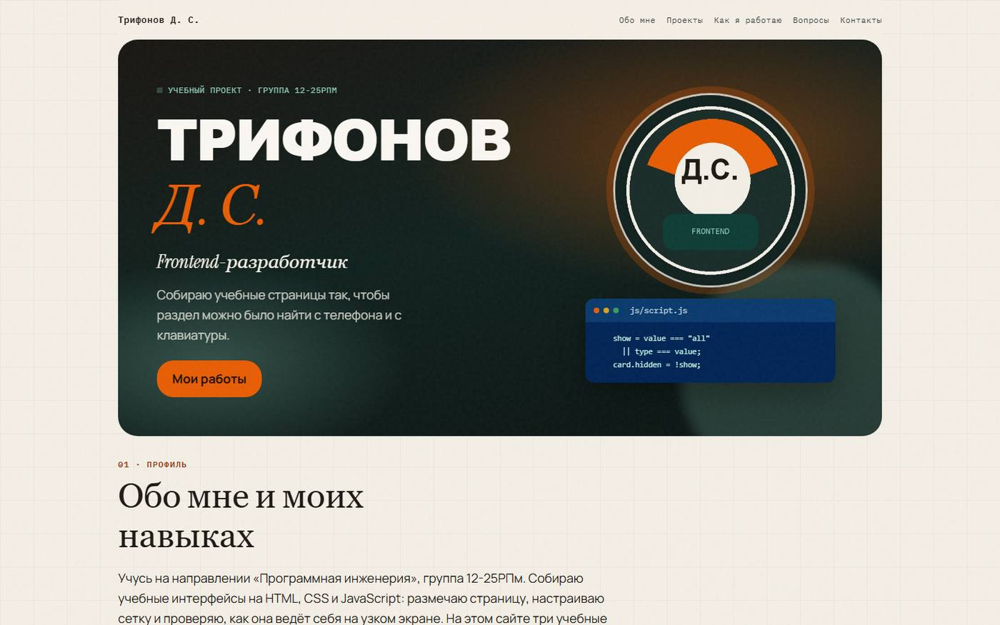 Трифонов Д. С.
Обо мне Проекты Как я работаю Вопросы Контакты
УЧЕБНЫЙ ПРОЕКТ · ГРУППА 12-25РПМ
ТРИФОНОВ
Д. С.
Frontend-разработчик
Собираю учебные страницы так, чтобы
раздел можно было найти с телефона и с
клавиатуры.
Мои работы
Д.С.
FRONTEND
js/script.js
show = value === "all"
|| type === value;
card.hidden = !show;
01 · ПРОФИЛЬ
Обо мне и моих
навыках
Учусь на направлении «Программная инженерия», группа 12-25РПм. Собираю
учебные интерфейсы на HTML, CSS и JavaScript: размечаю страницу, настраиваю
сетку и проверяю, как она ведёт себя на узком экране. На этом сайте три учебные